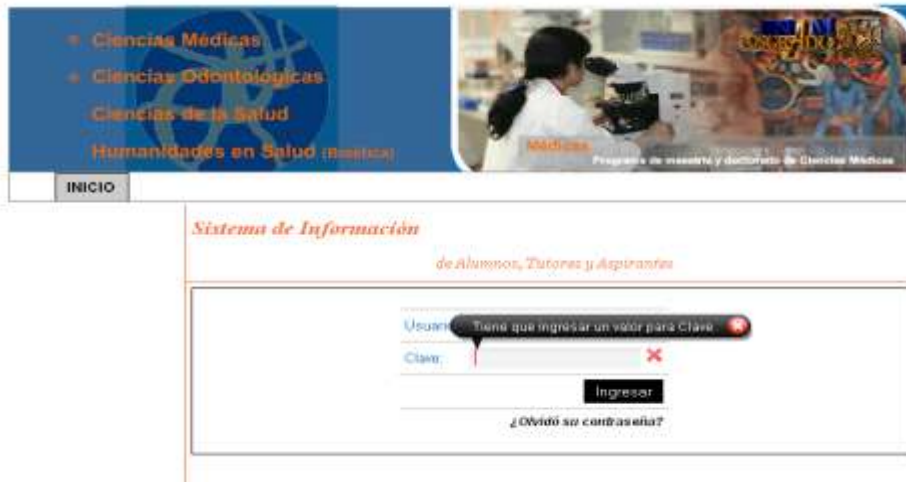 Ciencias Médicas
Ciencias Odontológicas
Ciencias de la Salud
Humanidades en Salud (Bioética)
Médicas
Programa de maestría y doctorado de Ciencias Médicas
INICIO
Sistema de Información
de Alumnos, Tutores y Aspirantes
Tiene que ingresar un valor para Clave
Clave:
Ingresar
¿Olvidó su contraseña?